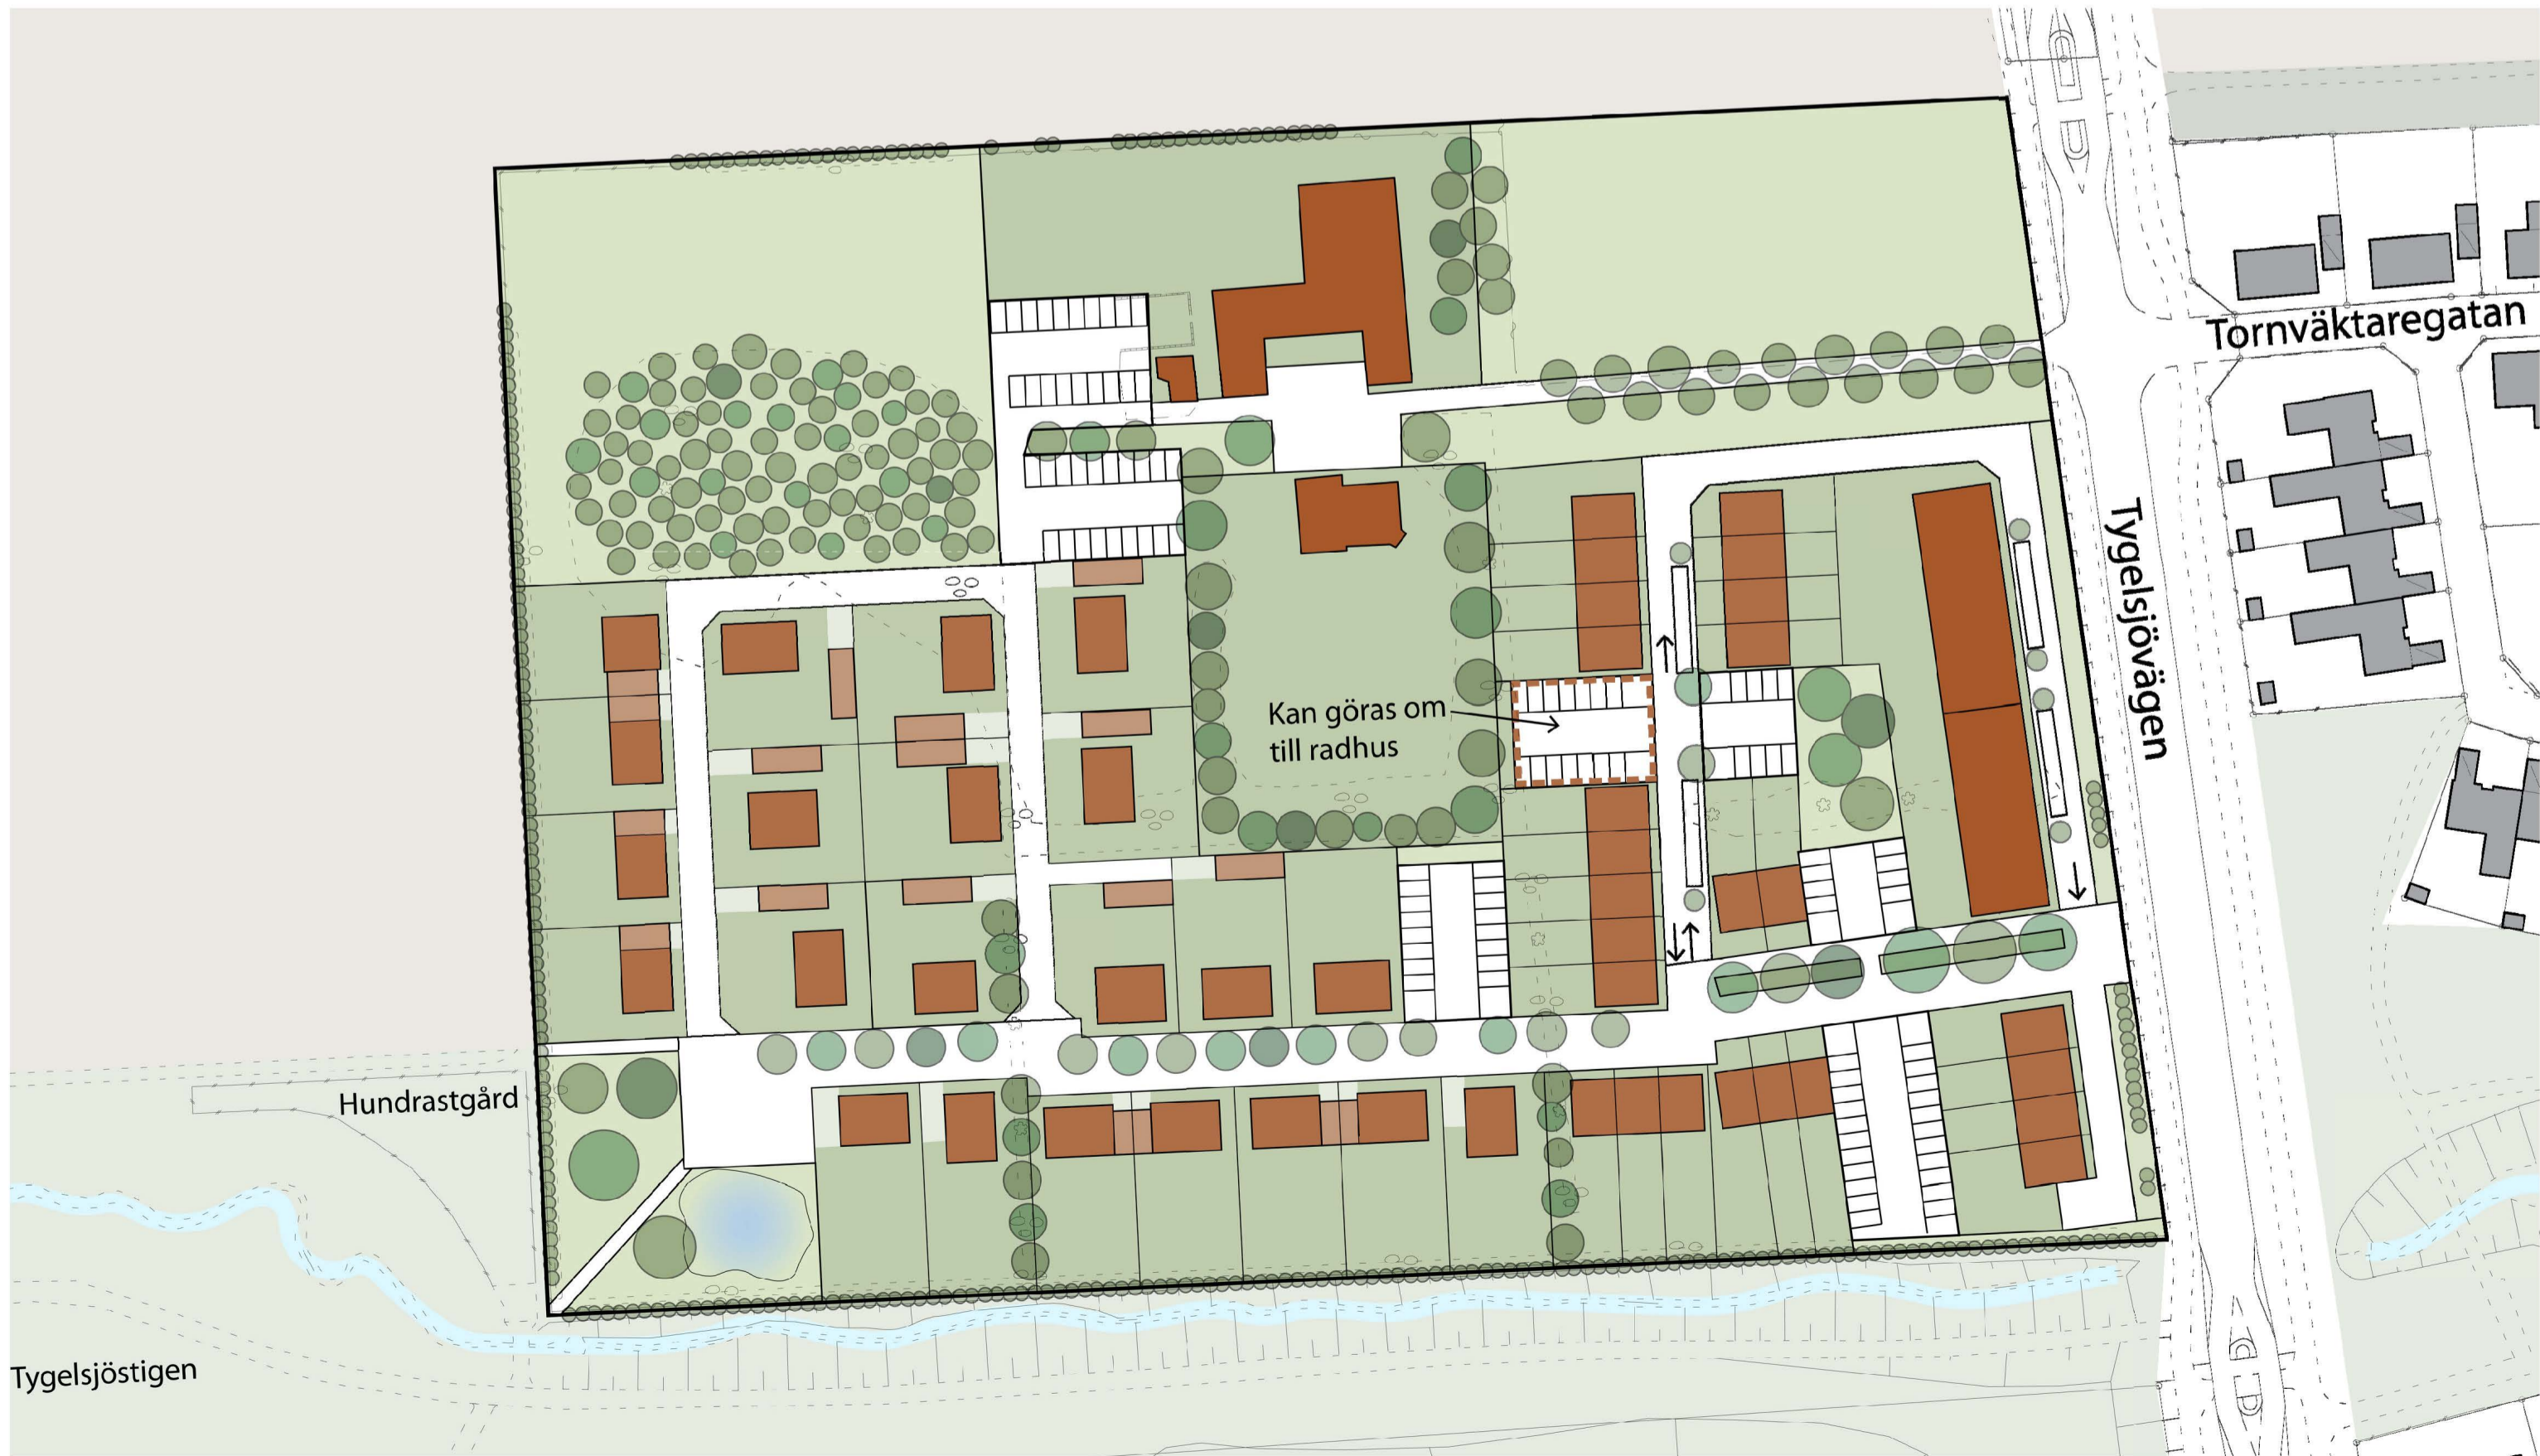 Tornväktaregatan
Tygelsjövägen
Kan göras om
till radhus
Hundrastgård
Tygelsjöstigen